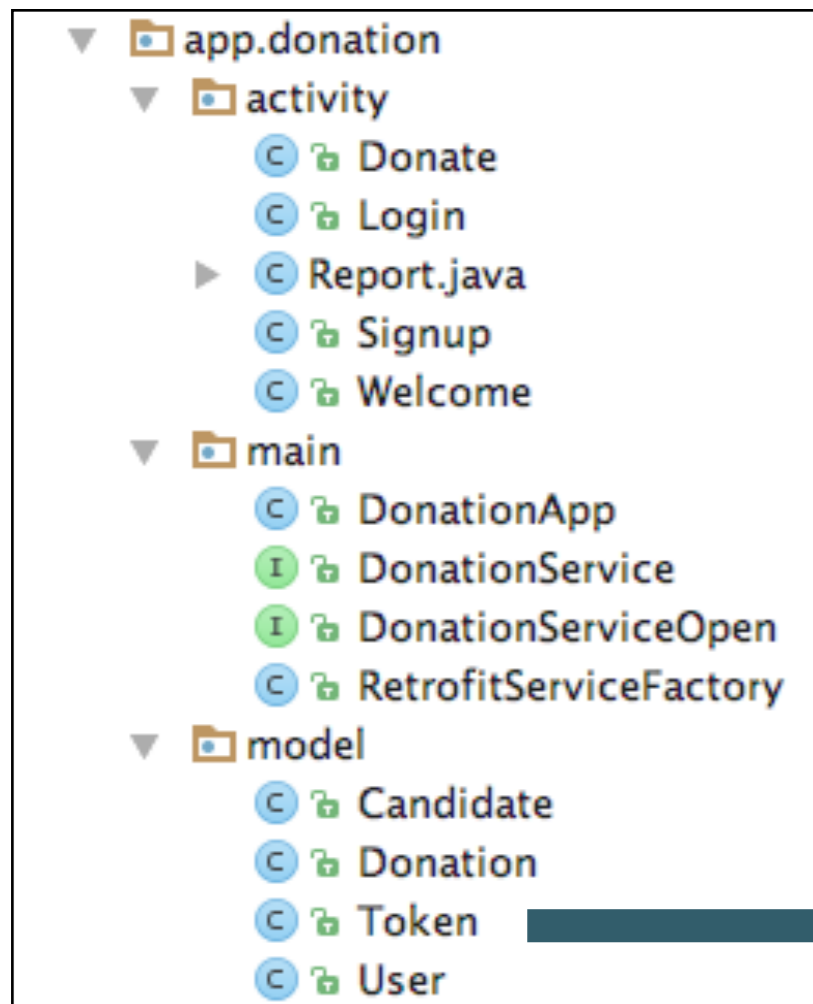 app.donation
activity
C Donate
C Login
C Report.java
C Signup
C Welcome
main
C DonationApp
I DonationService
I DonationServiceOpen
C RetrofitServiceFactory
model
C Candidate
C Donation
C Token
C User